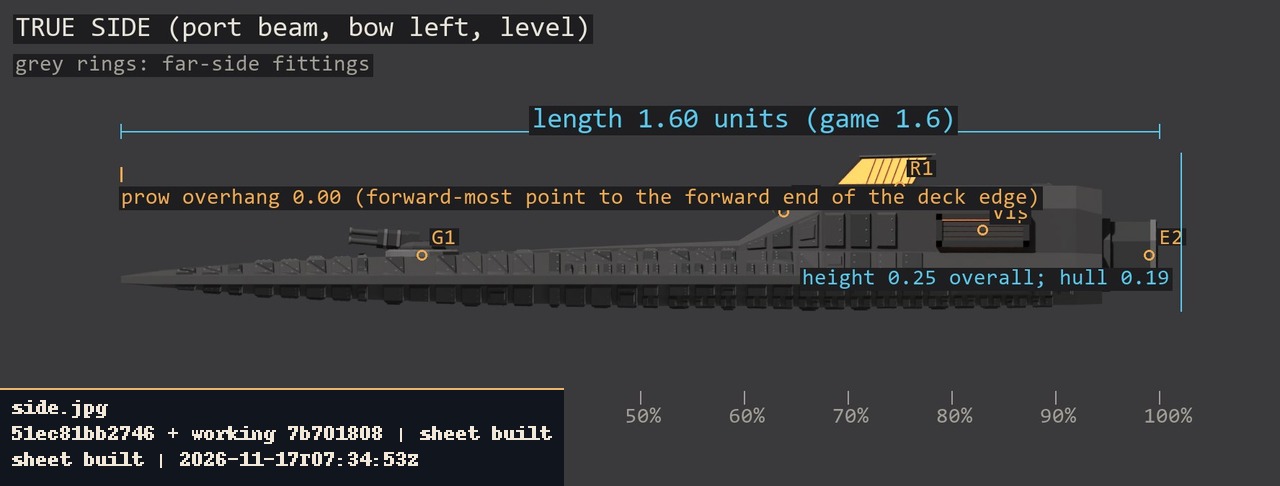 TRUE SIDE (port beam, bow left, level)
grey rings: far-side fittings
length 1.60 units (game 1.6)
R1
prow overhang 0.00 (forward-most point to the forward end of the deck edge)
G1
E2
height 0.25 overall; hull 0.19
50% 60% 70% 80% 90% 100%
side.jpg
51ec81bb2746 + working 7b701808 | sheet built
sheet built | 2026-11-17T07:34:53Z